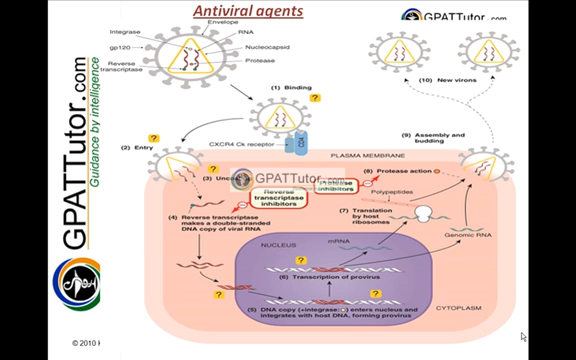 Antiviral agents
GPATTutor.com
Envelope
Integrase
RNA
gp120
Nucleocapsid
Reverse
transcriptase
Protease
(1) Binding
?
CXCR4 Ck receptor
CD4
(10) New virons
(9) Assembly and
budding
(2) Entry
?
PLASMA MEMBRANE
?
(3)
GPATTutor.com
(8) Protease action
Reverse
transcriptase
inhibitors
inhibitors
Polypeptides
(4) Reverse transcriptase
makes a double-stranded
DNA copy of viral RNA
(7) Translation
by host
ribosomes
Genomic RNA
NUCLEUS
mRNA
?
(6) Transcription of provirus
?
?
(5) DNA copy (+integrase: ) enters nucleus and
integrates with host DNA, forming provirus
CYTOPLASM
GPATTutor.com
Guidance by intelligence
© 2010